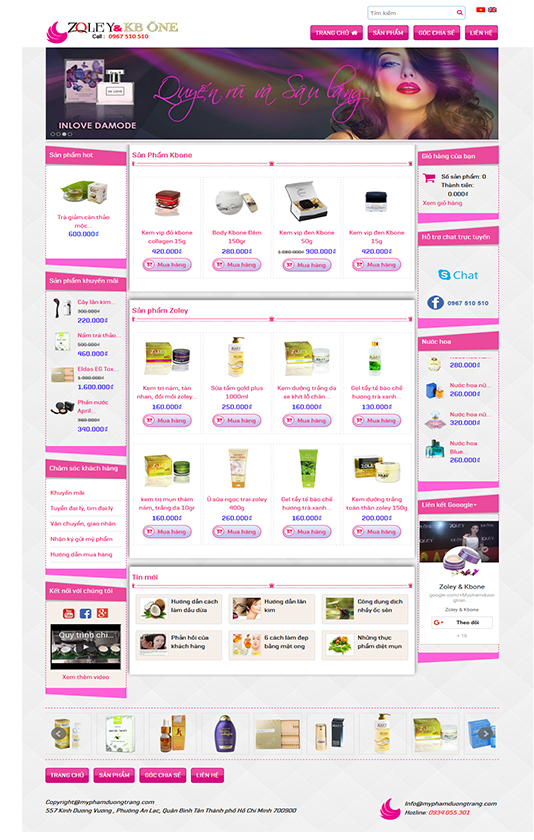 Tìm kiếm
ZOLEY&KB ONE
Call : 0967 510 510
TRANG CHỦ
SẢN PHẨM
GÓC CHIA SẺ
LIÊN HỆ
Quyến rũ và Sâu lắng
INLOVE DAMODE
Sản phẩm hot
Trà giảm cân thảo
mộc...
600.000₫
Sản phẩm khuyến mãi
Cây lăn kim...
300.000₫
220.000₫
Nấm trà thảo...
500.000₫
460.000₫
Eldas EG Tox...
1.600.000₫
Phấn nước
April...
360.000₫
340.000₫
Chăm sóc khách hàng
Khuyến mãi
Tuyển đại lý, tìm đại lý
Vận chuyển, giao nhận
Nhận ký gửi mỹ phẩm
Hướng dẫn mua hàng
Kết nối với chúng tôi
Quy trình chi...
Xem thêm video
Sản Phẩm Kbone
Kem vip đỏ kbone
collagen 15g
420.000₫
Mua hàng
Body Kbone Đêm
150gr
280.000₫
Mua hàng
Kem vip đen Kbone
50g
1.080.000₫ 900.000₫
Mua hàng
Kem vip đen Kbone
15g
420.000₫
Mua hàng
Sản phẩm Zoley
Kem trị nám, tàn
nhan, đồi mồi zoley...
160.000₫
Mua hàng
Sữa tắm gold plus
1000ml
250.000₫
Mua hàng
Kem dưỡng trắng da
se khít lỗ chân...
160.000₫
Mua hàng
Gel tẩy tế bào chế
hương trà xanh...
130.000₫
Mua hàng
kem trị mụn thâm
nám, trắng da 10gr
160.000₫
Mua hàng
Ủ sữa ngọc trai zoley
400g
260.000₫
Mua hàng
Gel tẩy tế bào chế
hương trà xanh...
160.000₫
Mua hàng
Kem dưỡng trắng
toàn thân zoley 150g
200.000₫
Mua hàng
Tin mới
Hướng dẫn cách
làm dầu dừa
Hướng dẫn lăn
kim
Công dụng dịch
nhầy ốc sên
Phản hồi của
khách hàng
6 cách làm đẹp
bằng mật ong
Những thực
phẩm diệt mụn
Giỏ hàng của bạn
Số sản phẩm: 0
Thành tiền:
0.000₫
Xem giỏ hàng
Hỗ trợ chat trực tuyến
Chat
0967 510 510
Nước hoa
280.000₫
Nước hoa nữ...
260.000₫
Nước hoa nữ...
320.000₫
Nước hoa
Blue...
260.000₫
Liên kết Gooogle+
Zoley & Kbone
Zoley & Kbone
Theo dõi
+ 16
TRANG CHỦ
SẢN PHẨM
GÓC CHIA SẺ
LIÊN HỆ
Copyright@myphamduongtrang.com
557 Kinh Dương Vương , Phường An Lạc, Quận Bình Tân Thành phố Hồ Chí Minh 700900
Info@myphamduongtrang.com
Hotline: 0934 055 301